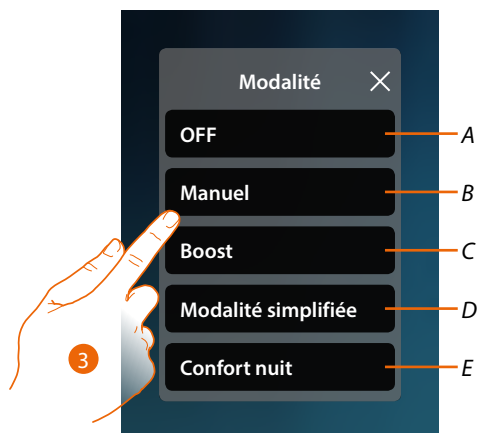 Modalité
OFF A
Manuel B
Boost C
Modalité simplifiée D
Confort nuit E
3